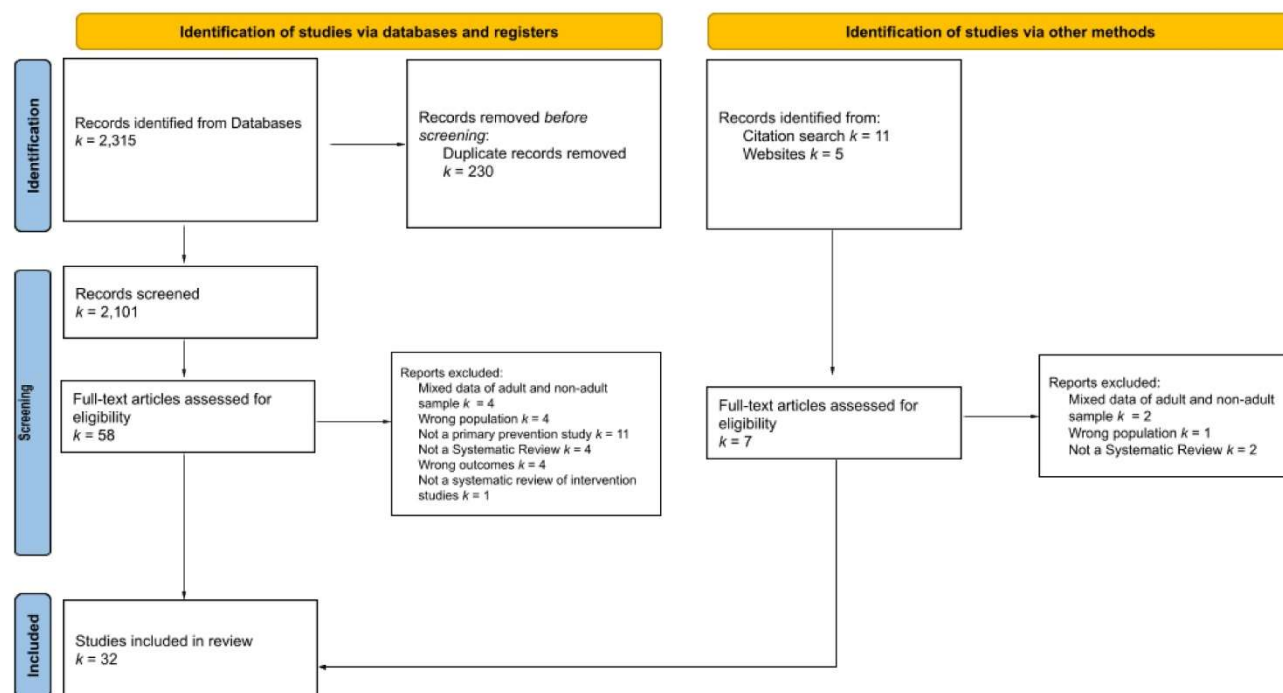 Identification of studies via databases and registers
Identification of studies via other methods
Identification
Records identified from Databases
k = 2,315
Records removed before
screening:
Duplicate records removed
k = 230
Records identified from:
Citation search k = 11
Websites k = 5
Screening
Records screened
k = 2,101
Full-text articles assessed for
eligibility
k = 58
Reports excluded:
Mixed data of adult and non-adult
sample k = 4
Wrong population k = 4
Not a primary prevention study k = 11
Not a Systematic Review k = 4
Wrong outcomes k = 4
Not a systematic review of intervention
studies k = 1
Full-text articles assessed for
eligibility
k = 7
Reports excluded:
Mixed data of adult and non-adult
sample k = 2
Wrong population k = 1
Not a Systematic Review k = 2
Included
Studies included in review
k = 32